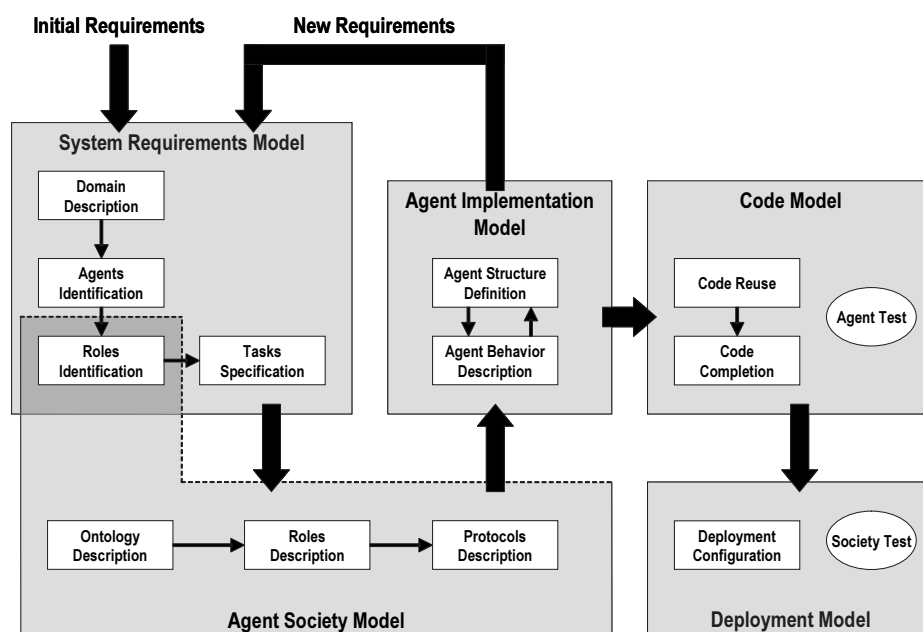 Initial Requirements
New Requirements
System Requirements Model
Domain
Description
Agents
Identification
Roles
Identification
Tasks
Specification
Agent Implementation
Model
Agent Structure
Definition
Agent Behavior
Description
Code Model
Code Reuse
Code
Completion
Agent Test
Ontology
Description
Roles
Description
Protocols
Description
Agent Society Model
Deployment
Configuration
Society Test
Deployment Model